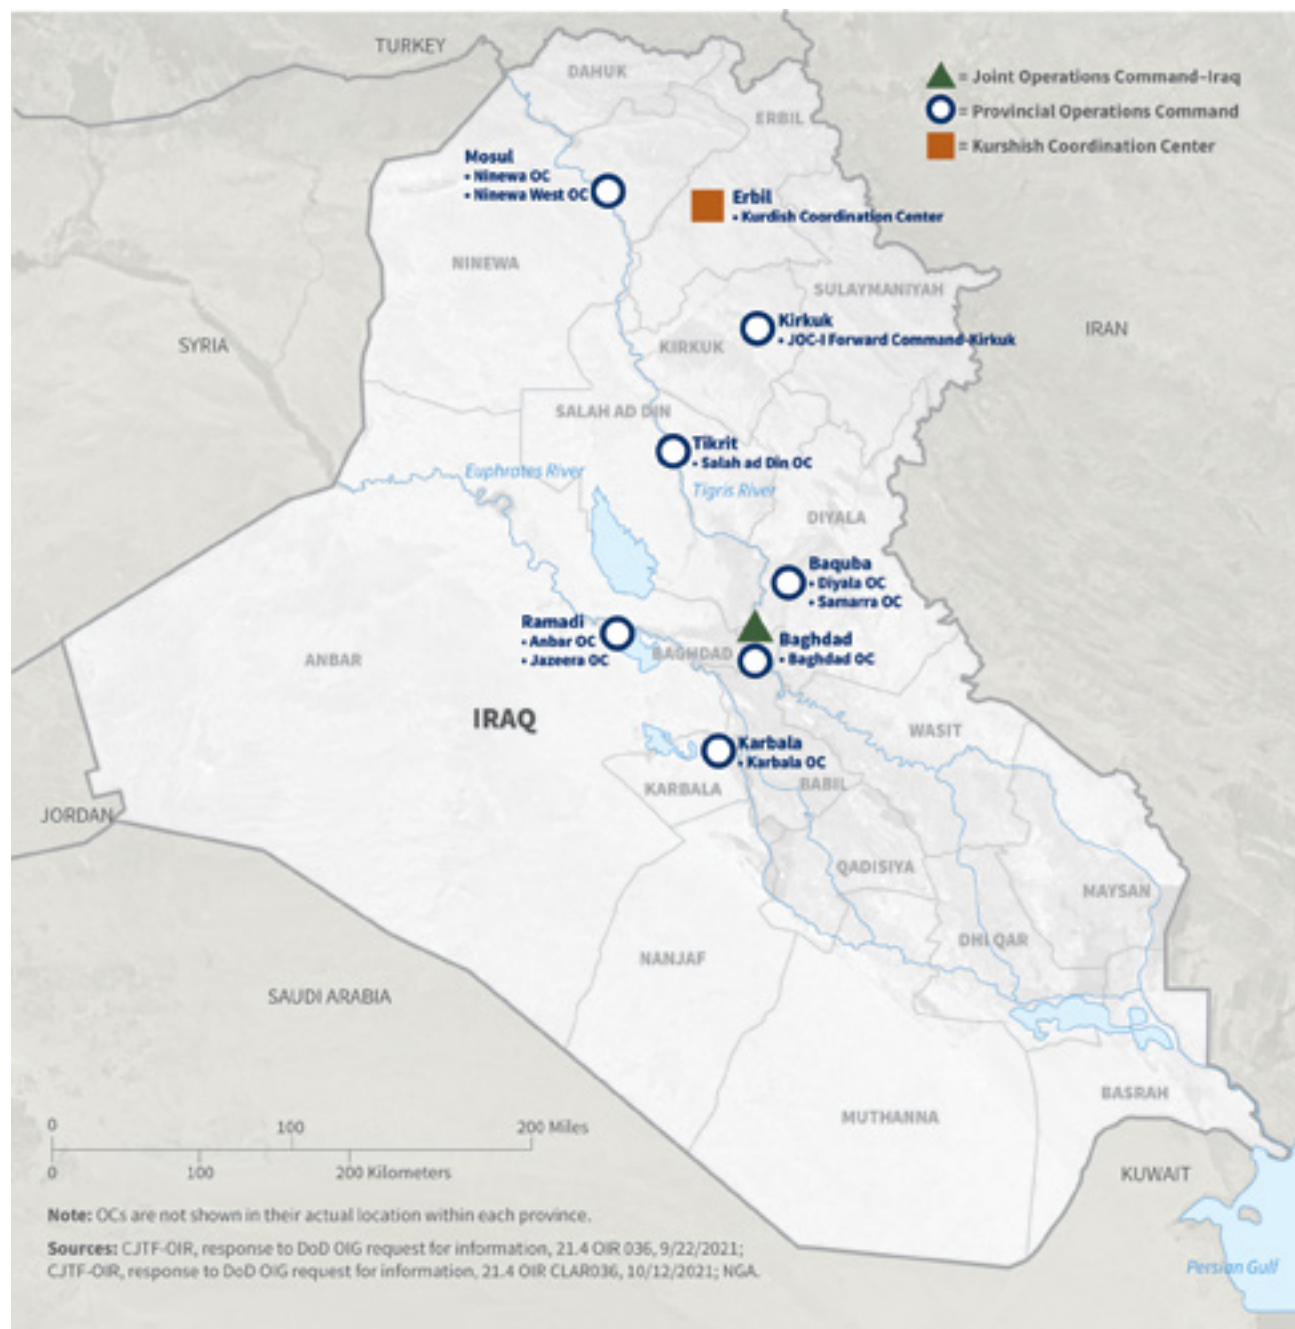 TURKEY
DAHUK
= Joint Operations Command–Iraq
= Provincial Operations Command
= Kurshish Coordination Center
ERBIL
Mosul
• Ninewa OC
• Ninewa West OC
Erbil
• Kurdish Coordination Center
NINEWA
SULAYMANIYAH
SYRIA
Kirkuk
• JOC-I Forward Command-Kirkuk
KIRKUK
IRAN
SALAH AD DIN
Tikrit
• Salah ad Din OC
Euphrates River
Tigris River
DIYALA
Baquba
• Diyala OC
• Samarra OC
Ramadi
• Anbar OC
• Jazeera OC
BAGHDAD
Baghdad
• Baghdad OC
ANBAR
IRAQ
WASIT
Karbala
• Karbala OC
KARBALA
BABIL
JORDAN
QADISIYA
MAYSAN
DHI QAR
NANJAF
SAUDI ARABIA
BASRAH
MUTHANNA
KUWAIT
Persian Gulf
0 100 200 Miles
0 100 200 Kilometers
Note: OCs are not shown in their actual location within each province.
Sources: CJTF-OIR, response to DoD OIG request for information, 21.4 OIR 036, 9/22/2021;
CJTF-OIR, response to DoD OIG request for information, 21.4 OIR CLAR036, 10/12/2021; NGA.